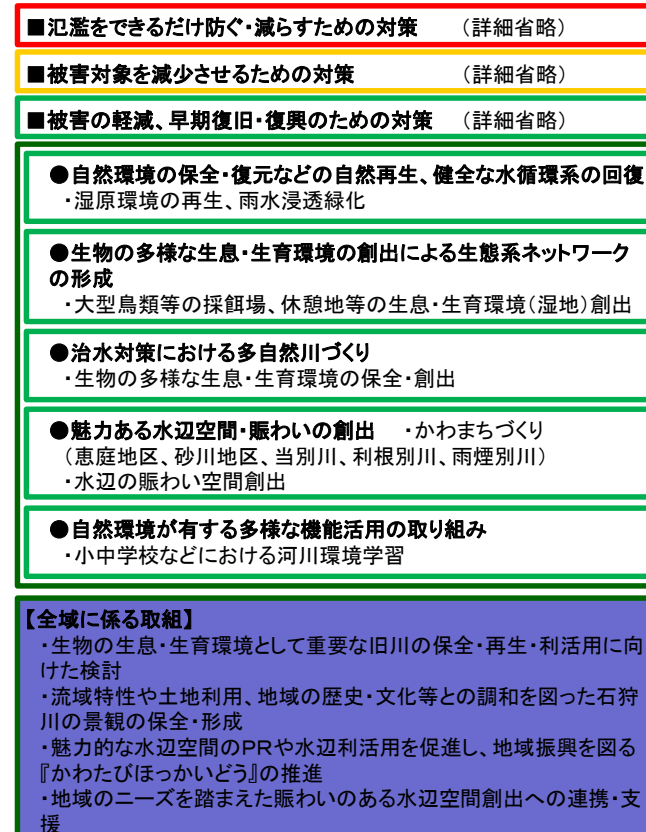 ■氾濫をできるだけ防ぐ・減らすための対策　（詳細省略）
■被害対象を減少させるための対策　（詳細省略）
■被害の軽減、早期復旧・復興のための対策　（詳細省略）
●自然環境の保全・復元などの自然再生、健全な水循環系の回復
・湿原環境の再生、雨水浸透緑化
●生物の多様な生息・生育環境の創出による生態系ネットワーク
の形成
・大型鳥類等の採餌場、休憩地等の生息・生育環境（湿地）創出
●治水対策における多自然川づくり
・生物の多様な生息・生育環境の保全・創出
●魅力ある水辺空間・賑わいの創出　・かわまちづくり
（恵庭地区、砂川地区、当別川、利根別川、雨煙別川）
・水辺の賑わい空間創出
●自然環境が有する多様な機能活用の取り組み
・小中学校などにおける河川環境学習
【全域に係る取組】
・生物の生息・生育環境として重要な旧川の保全・再生・利活用に向
けた検討
・流域特性や土地利用、地域の歴史・文化等との調和を図った石狩
川の景観の保全・形成
・魅力的な水辺空間のPRや水辺利活用を促進し、地域振興を図る
『かわたびほっかいどう』の推進
・地域のニーズを踏まえた賑わいのある水辺空間創出への連携・支
援